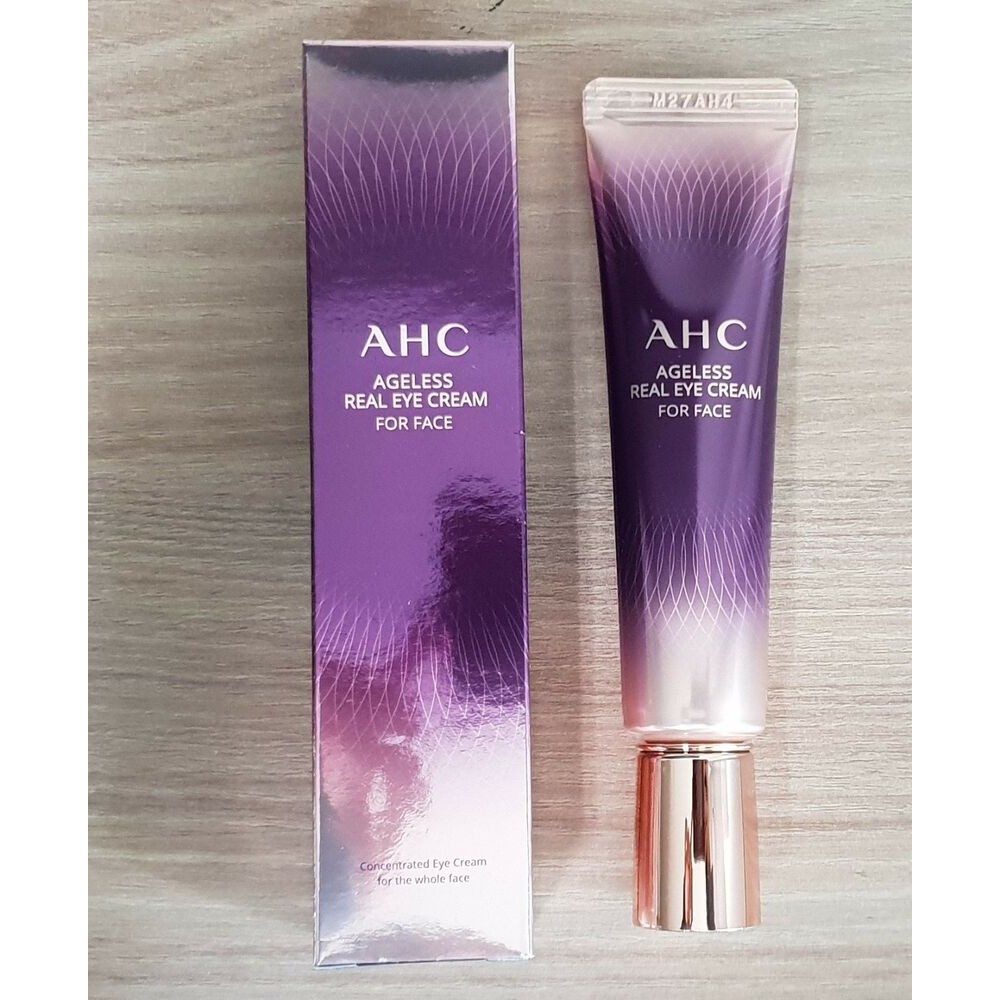 AHC
AGELESS
REAL EYE CREAM
FOR FACE
Concentrated Eye Cream
for the whole face
M27AH4
AHC
AGELESS
REAL EYE CREAM
FOR FACE